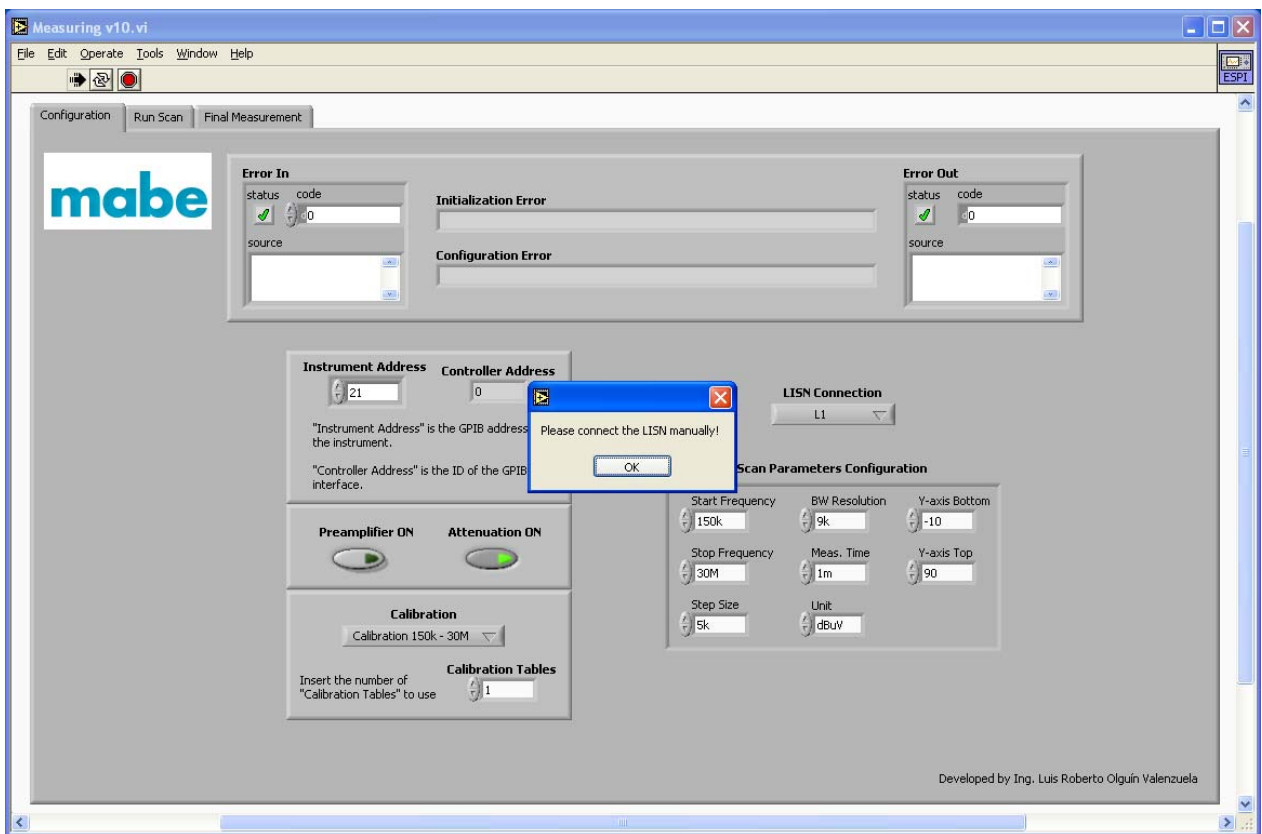 Measuring v10.vi
File Edit Operate Tools Window Help
ESPI
Configuration Run Scan Final Measurement
mabe
Error In
status code
0
source
Initialization Error
Configuration Error
Error Out
status code
0
source
Instrument Address Controller Address
21 0
"Instrument Address" is the GPIB address
the instrument.
"Controller Address" is the ID of the GPIB
interface.
Please connect the LISN manually!
OK
LISN Connection
L1
Scan Parameters Configuration
Start Frequency BW Resolution Y-axis Bottom
150k 9k -10
Stop Frequency Meas. Time Y-axis Top
30M 1m 90
Step Size Unit
5k dBuV
Preamplifier ON Attenuation ON
Calibration
Calibration 150k - 30M
Calibration Tables
Insert the number of
"Calibration Tables" to use
1
Developed by Ing. Luis Roberto Olguín Valenzuela